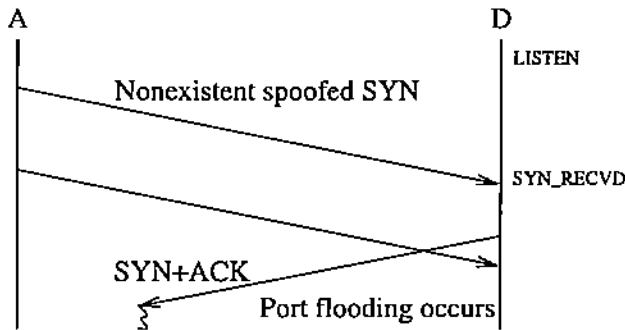 A
D
LISTEN
Nonexistent spoofed SYN
SYN_RECVD
SYN+ACK
Port flooding occurs